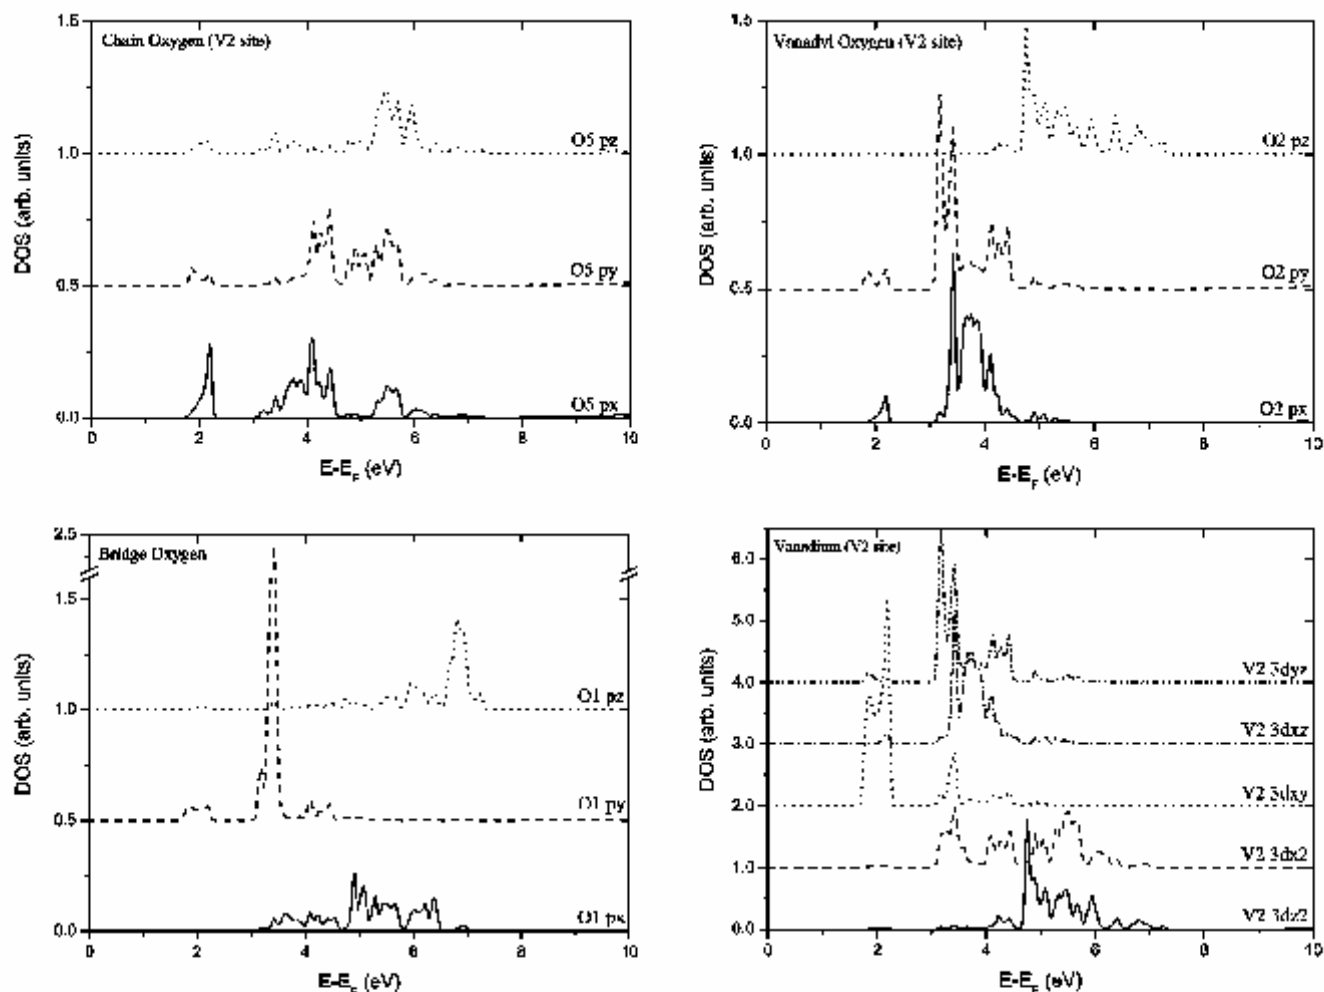 Chain Oxygen (V2 site)
DOS (arb. units)
1.5
1.0
0.5
0.0
O5 pz
O5 py
O5 px
0 2 4 6 8 10
E-EF (eV)
Vanadyl Oxygen (V2 site)
DOS (arb. units)
1.5
1.0
0.5
0.0
O2 pz
O2 py
O2 px
0 2 4 6 8 10
E-EF (eV)
Bridge Oxygen
DOS (arb. units)
2.5
1.5
1.0
0.5
0.0
O1 pz
O1 py
O1 px
0 2 4 6 8 10
E-EF (eV)
Vanadium (V2 site)
DOS (arb. units)
6.0
5.0
4.0
3.0
2.0
1.0
0.0
V2 3dyz
V2 3dxz
V2 3dxy
V2 3dx2
V2 3dz2
0 2 4 6 8 10
E-EF (eV)